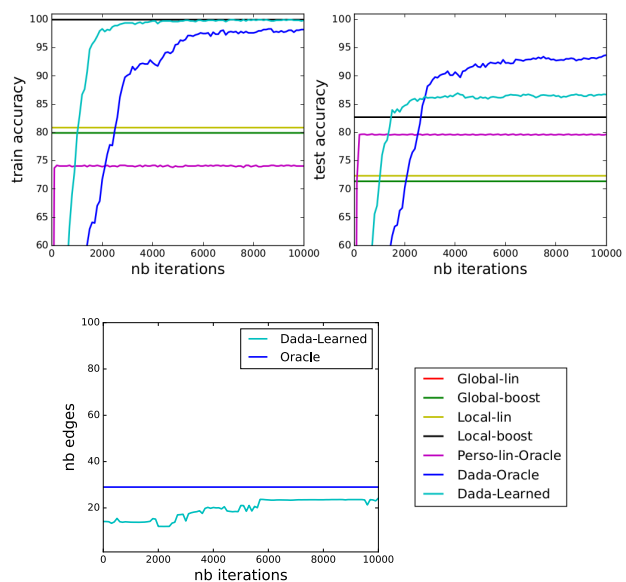 100
95
90
85
80
75
70
65
60
train accuracy
0 2000 4000 6000 8000 10000
nb iterations
100
95
90
85
80
75
70
65
60
test accuracy
0 2000 4000 6000 8000 10000
nb iterations
100
80
60
40
20
nb edges
Dada-Learned
Oracle
0 2000 4000 6000 8000 10000
nb iterations
Global-lin
Global-boost
Local-lin
Local-boost
Perso-lin-Oracle
Dada-Oracle
Dada-Learned